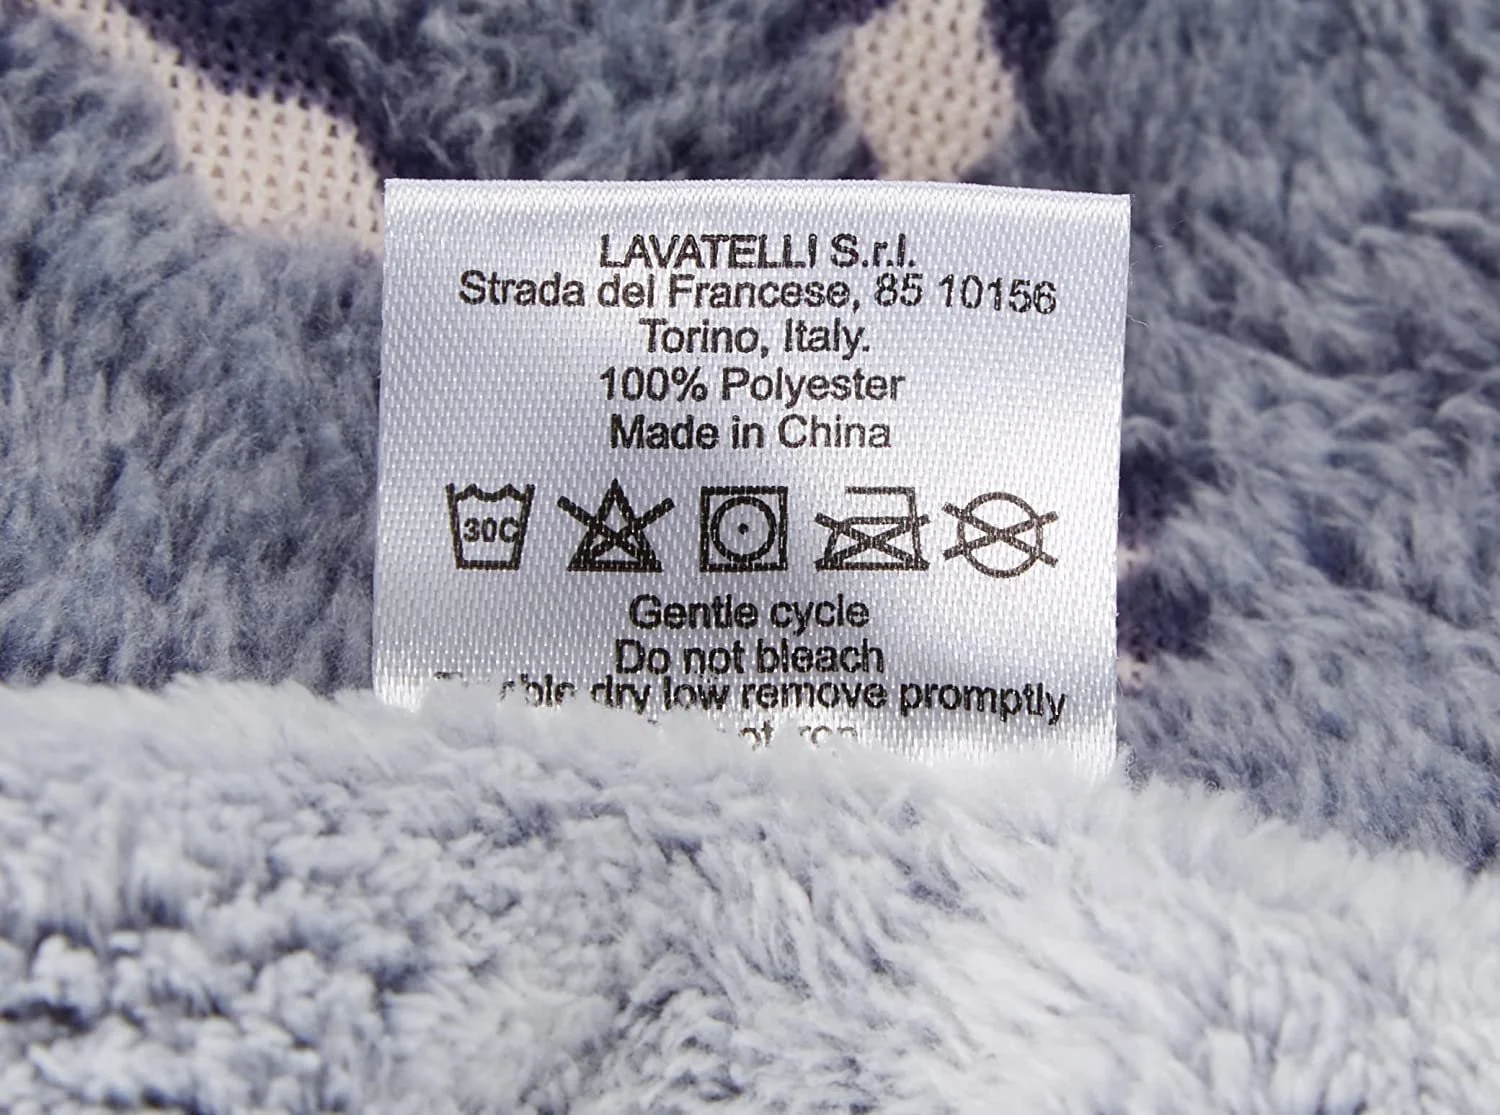 LAVATELLI S.r.l.
Strada del Francese, 85 10156
Torino, Italy.
100% Polyester
Made in China
30C
Gentle cycle
Do not bleach
dry low remove promptly